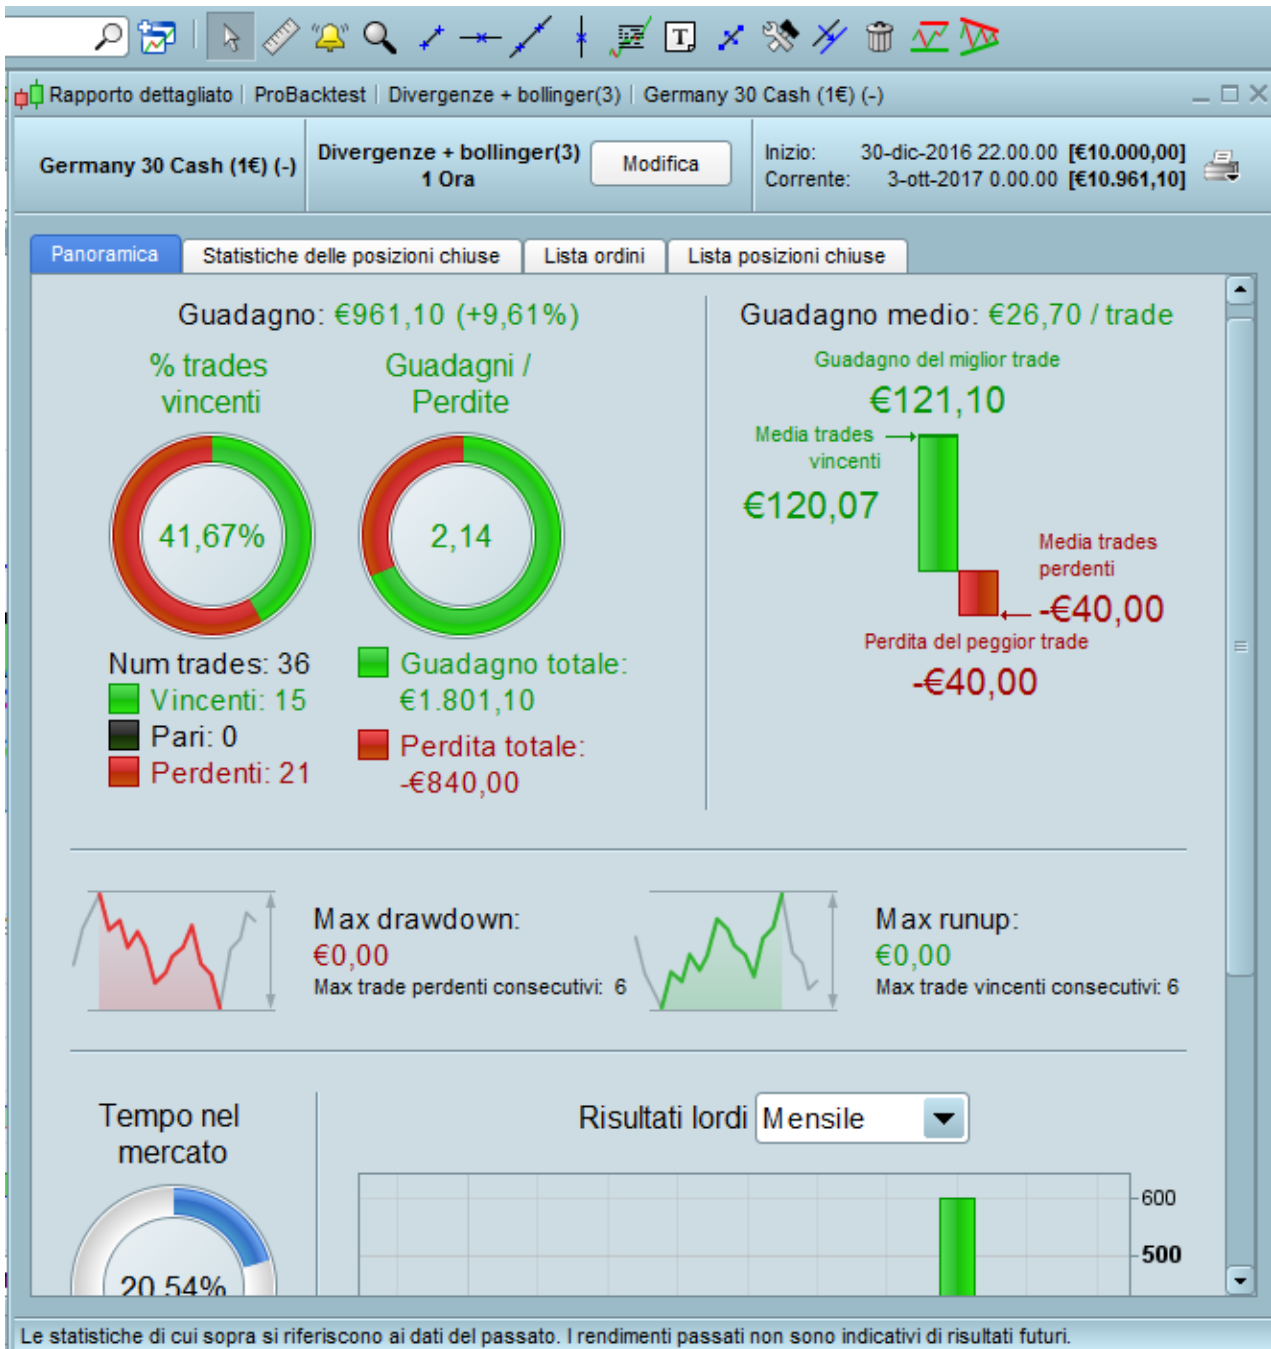 Rapporto dettagliato | ProBacktest | Divergenze + bollinger(3) | Germany 30 Cash (1€) (-)
Germany 30 Cash (1€) (-)
Divergenze + bollinger(3)
1 Ora
Modifica
Inizio: 30-dic-2016 22.00.00 [€10.000,00]
Corrente: 3-ott-2017 0.00.00 [€10.961,10]
Panoramica
Statistiche delle posizioni chiuse
Lista ordini
Lista posizioni chiuse
Guadagno: €961,10 (+9,61%)
% trades
vincenti
41,67%
Num trades: 36
Vincenti: 15
Pari: 0
Perdenti: 21
Guadagni /
Perdite
2,14
Guadagno totale:
€1.801,10
Perdita totale:
-€840,00
Guadagno medio: €26,70 / trade
Guadagno del miglior trade
€121,10
Media trades
vincenti
€120,07
Media trades
perdenti
-€40,00
Perdita del peggior trade
-€40,00
Max drawdown:
€0,00
Max trade perdenti consecutivi: 6
Max runup:
€0,00
Max trade vincenti consecutivi: 6
Tempo nel
mercato
20,54%
Risultati lordi Mensile
600
500
Le statistiche di cui sopra si riferiscono ai dati del passato. I rendimenti passati non sono indicativi di risultati futuri.